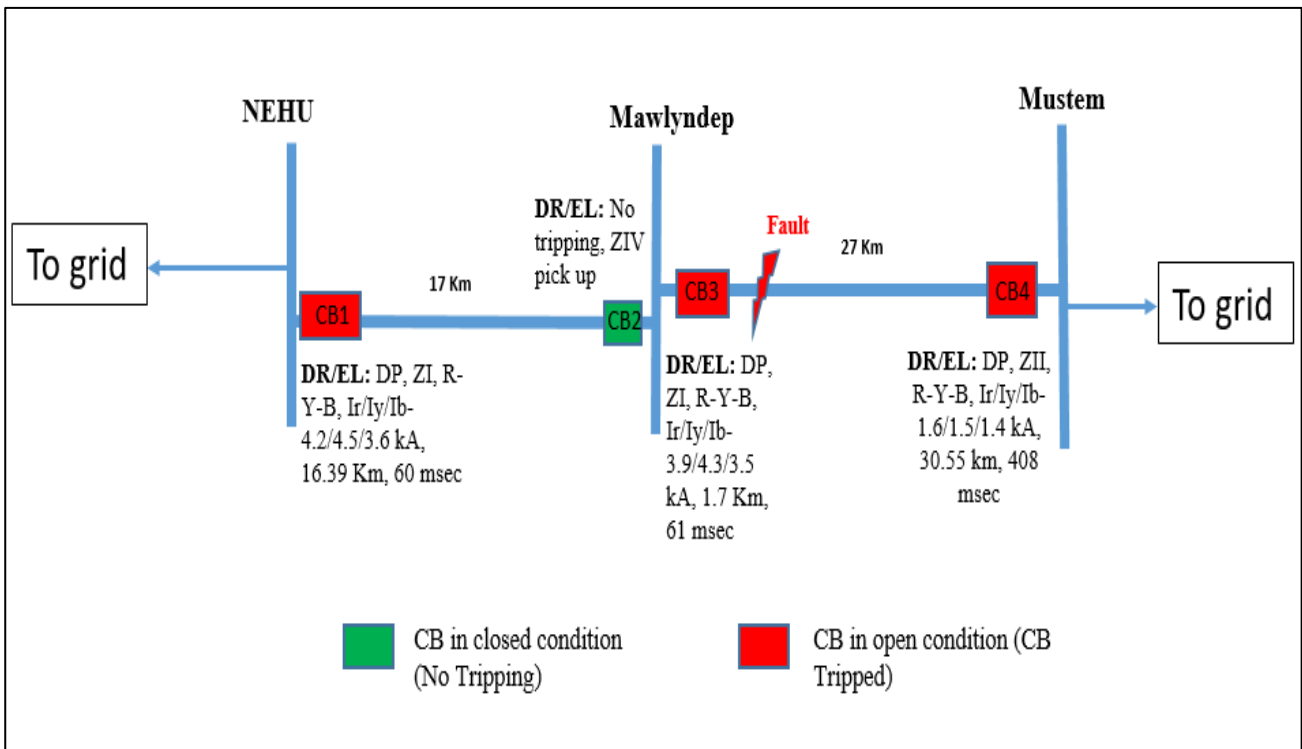 NEHU
Mawlyndep
Mustem
To grid
17 Km
DR/EL: No
tripping, ZIV
pick up
Fault
27 Km
To grid
CB1
CB2
CB3
CB4
DR/EL: DP, ZI, R-
Y-B, Ir/Iy/Ib-
4.2/4.5/3.6 kA,
16.39 Km, 60 msec
DR/EL: DP,
ZI, R-Y-B,
Ir/Iy/Ib-
3.9/4.3/3.5
kA, 1.7 Km,
61 msec
DR/EL: DP, ZII,
R-Y-B, Ir/Iy/Ib-
1.6/1.5/1.4 kA,
30.55 km, 408
msec
CB in closed condition
(No Tripping)
CB in open condition (CB
Tripped)